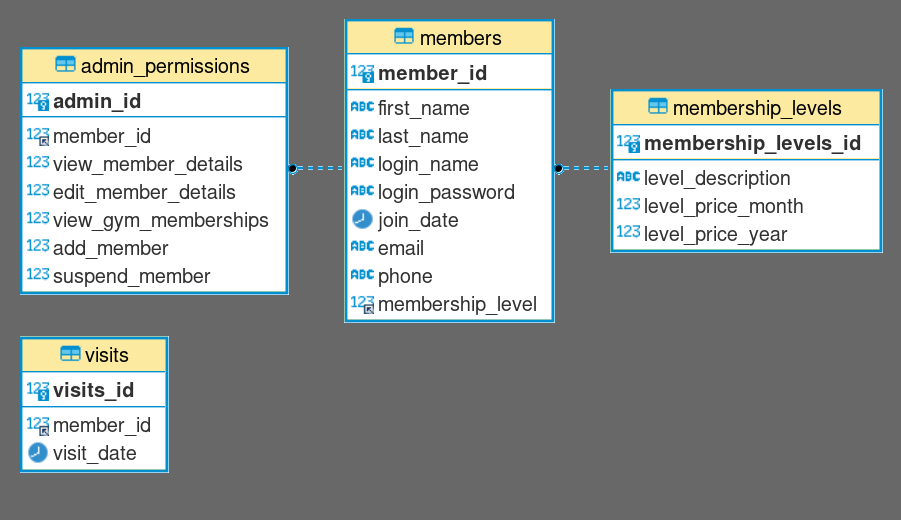 admin_permissions
123 admin_id
123 member_id
123 view_member_details
123 edit_member_details
123 view_gym_memberships
123 add_member
123 suspend_member
members
123 member_id
ABC first_name
ABC last_name
ABC login_name
ABC login_password
join_date
ABC email
ABC phone
123 membership_level
membership_levels
123 membership_levels_id
ABC level_description
123 level_price_month
123 level_price_year
visits
123 visits_id
123 member_id
visit_date